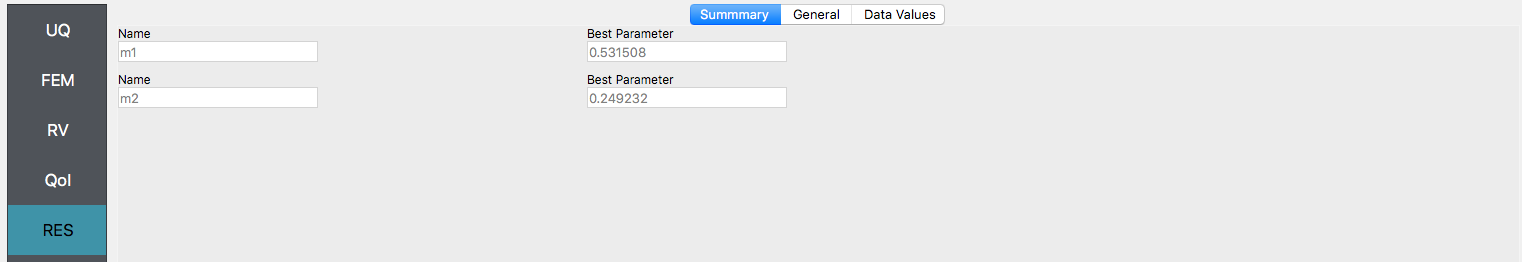 UQ
FEM
RV
QoI
RES
Summmary General Data Values
Name Best Parameter
m1 0.531508
Name Best Parameter
m2 0.249232